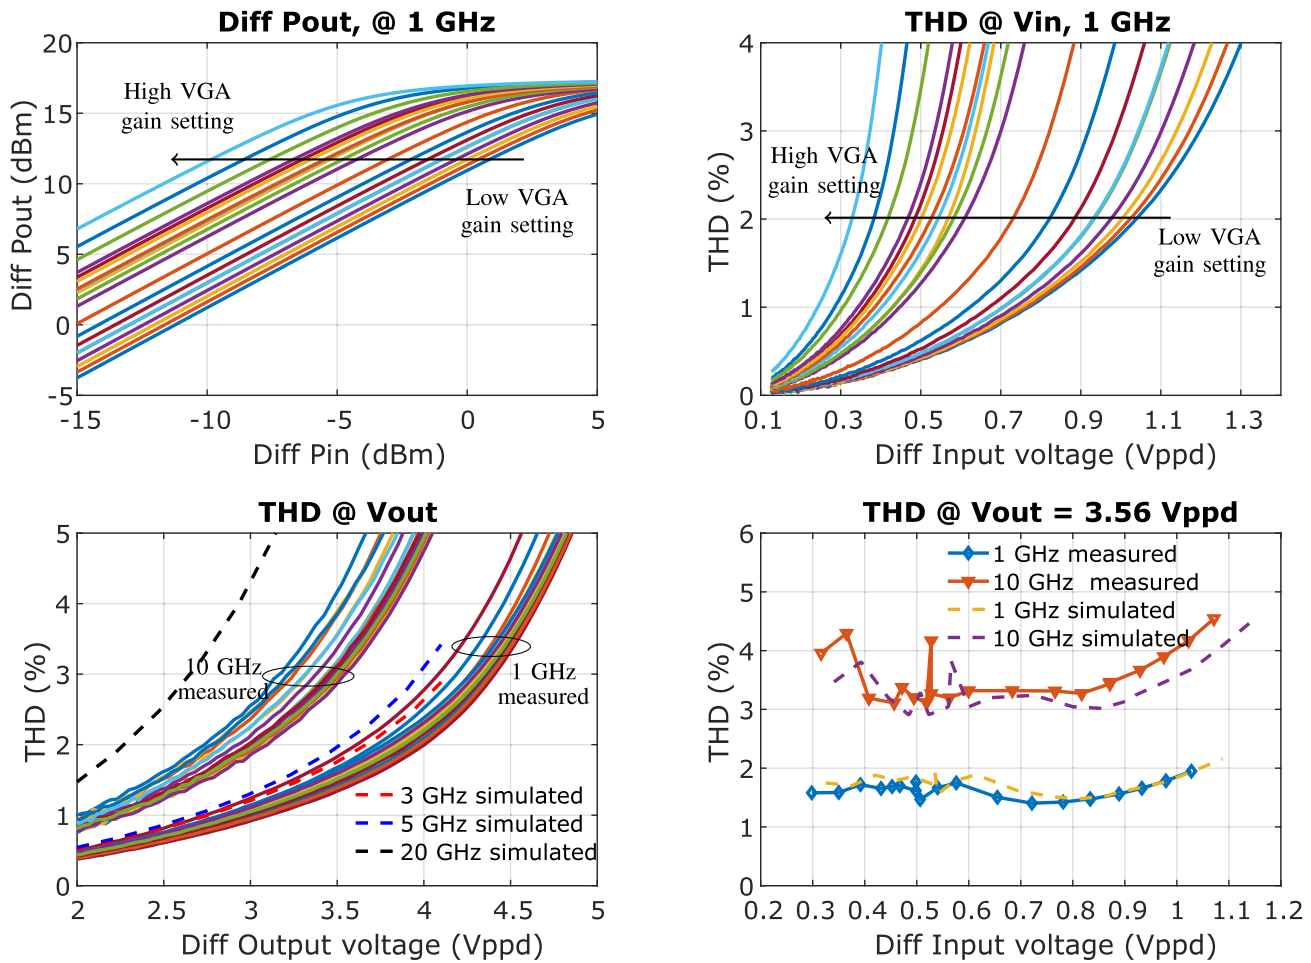 Diff Pout, @ 1 GHz
20
15
10
5
0
-5
-15
-10
-5
0
5
Diff Pout (dBm)
Diff Pin (dBm)
High VGA
gain setting
Low VGA
gain setting
THD @ Vin, 1 GHz
4
3
2
1
0
0.1
0.3
0.5
0.7
0.9
1.1
1.3
THD (%)
Diff Input voltage (Vppd)
High VGA
gain setting
Low VGA
gain setting
THD @ Vout
5
4
3
2
1
0
2
2.5
3
3.5
4
4.5
5
THD (%)
Diff Output voltage (Vppd)
10 GHz
measured
1 GHz
measured
3 GHz simulated
5 GHz simulated
20 GHz simulated
THD @ Vout = 3.56 Vppd
6
5
4
3
2
1
0
0.2
0.3
0.4
0.5
0.6
0.7
0.8
0.9
1
1.1
1.2
THD (%)
Diff Input voltage (Vppd)
1 GHz measured
10 GHz measured
1 GHz simulated
10 GHz simulated